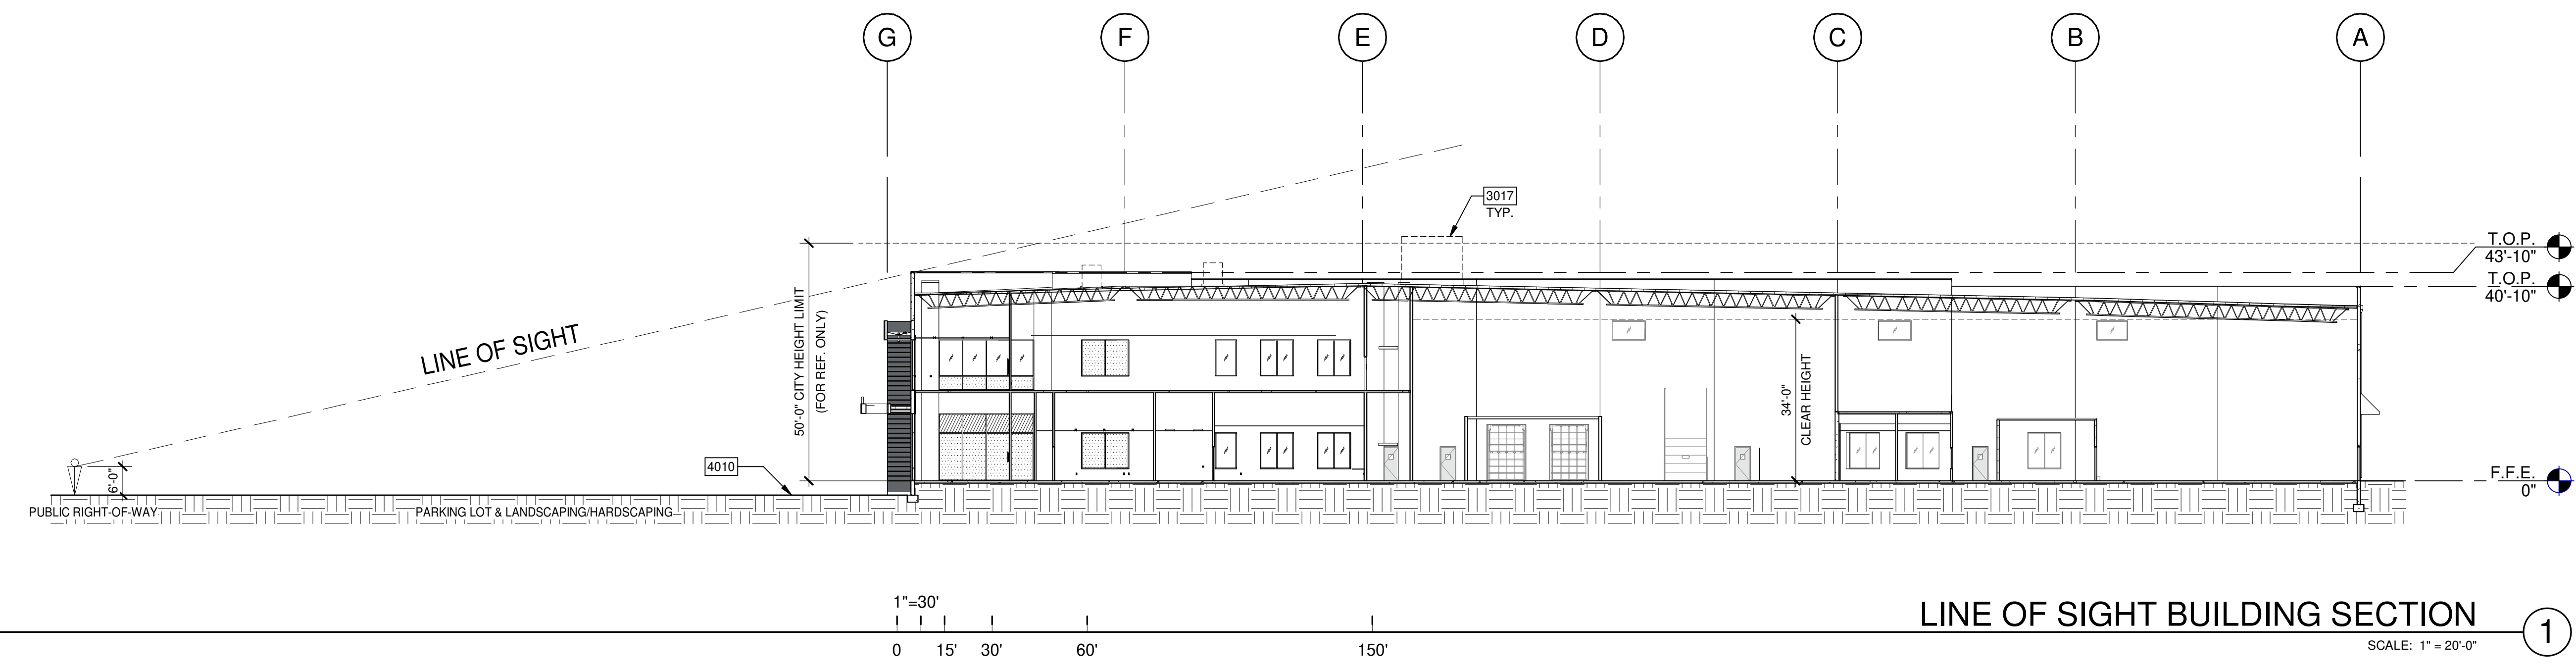 G F E D C B A
3017
TYP.
T.O.P.
43'-10"
T.O.P.
40'-10"
50'-0" CITY HEIGHT LIMIT
(FOR REF. ONLY)
LINE OF SIGHT
34'-0"
CLEAR HEIGHT
4010
6'-0"
F.F.E.
0"
PUBLIC RIGHT-OF-WAY
PARKING LOT & LANDSCAPING/HARDSCAPING
1"=30'
0 15' 30' 60' 150'
LINE OF SIGHT BUILDING SECTION
1
SCALE: 1" = 20'-0"